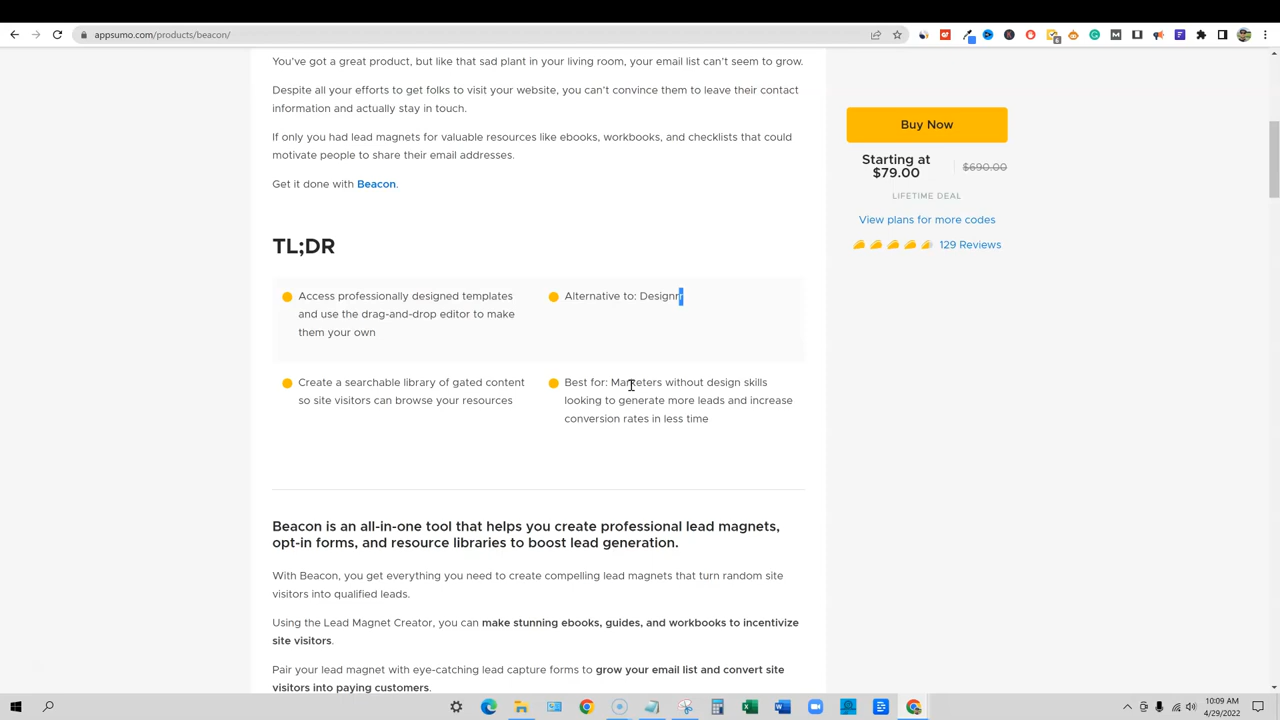 appsumo.com/products/beacon/
You've got a great product, but like that sad plant in your living room, your email list can't seem to grow.
Despite all your efforts to get folks to visit your website, you can't convince them to leave their contact
information and actually stay in touch.
If only you had lead magnets for valuable resources like ebooks, workbooks, and checklists that could
motivate people to share their email addresses.
Get it done with Beacon.
TL;DR
Access professionally designed templates
and use the drag-and-drop editor to make
them your own
Alternative to: Designrr
Create a searchable library of gated content
so site visitors can browse your resources
Best for: Marketers without design skills
looking to generate more leads and increase
conversion rates in less time
Beacon is an all-in-one tool that helps you create professional lead magnets,
opt-in forms, and resource libraries to boost lead generation.
With Beacon, you get everything you need to create compelling lead magnets that turn random site
visitors into qualified leads.
Using the Lead Magnet Creator, you can make stunning ebooks, guides, and workbooks to incentivize
site visitors.
Pair your lead magnet with eye-catching lead capture forms to grow your email list and convert site
visitors into paying customers.
Buy Now
Starting at
$79.00
$690.00
LIFETIME DEAL
View plans for more codes
129 Reviews
10:09 AM
4/29/2022